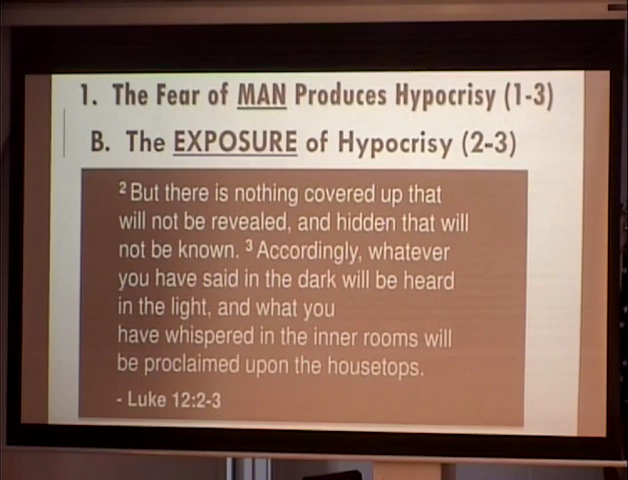 1. The Fear of MAN Produces Hypocrisy (1-3)
B. The EXPOSURE of Hypocrisy (2-3)
2 But there is nothing covered up that
will not be revealed, and hidden that will
not be known. 3 Accordingly, whatever
you have said in the dark will be heard
in the light, and what you
have whispered in the inner rooms will
be proclaimed upon the housetops.
- Luke 12:2-3